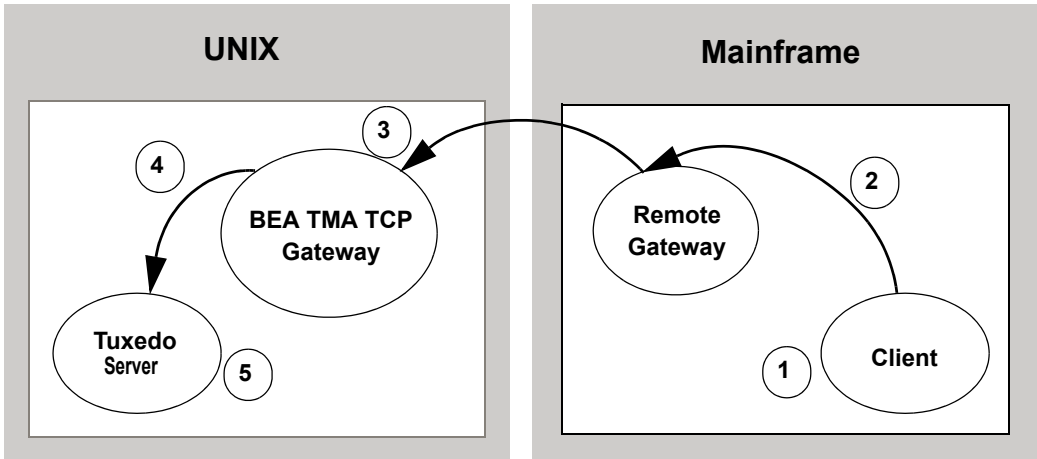 UNIX
Mainframe
3
4
2
BEA TMA TCP
Gateway
Remote
Gateway
Tuxedo
Server
5
1
Client